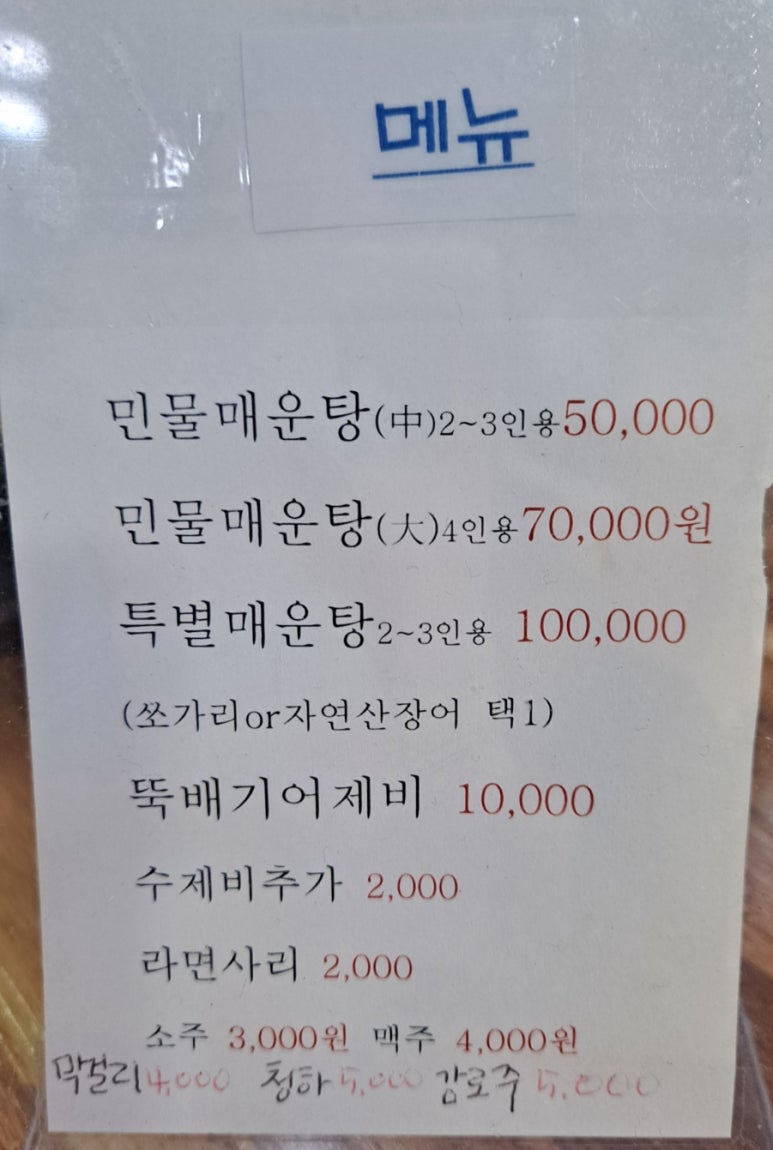 메뉴
민물매운탕(中)2~3인용50,000
민물매운탕(大)4인용70,000원
특별매운탕2~3인용 100,000
(쏘가리or자연산장어 택1)
뚝배기어제비 10,000
수제비추가 2,000
라면사리 2,000
소주 3,000원 맥주 4,000원
막걸리 4,000 청하 5,000 감로주 5,000